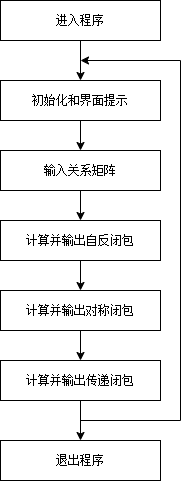 进入程序
初始化和界面提示
输入关系矩阵
计算并输出自反闭包
计算并输出对称闭包
计算并输出传递闭包
退出程序